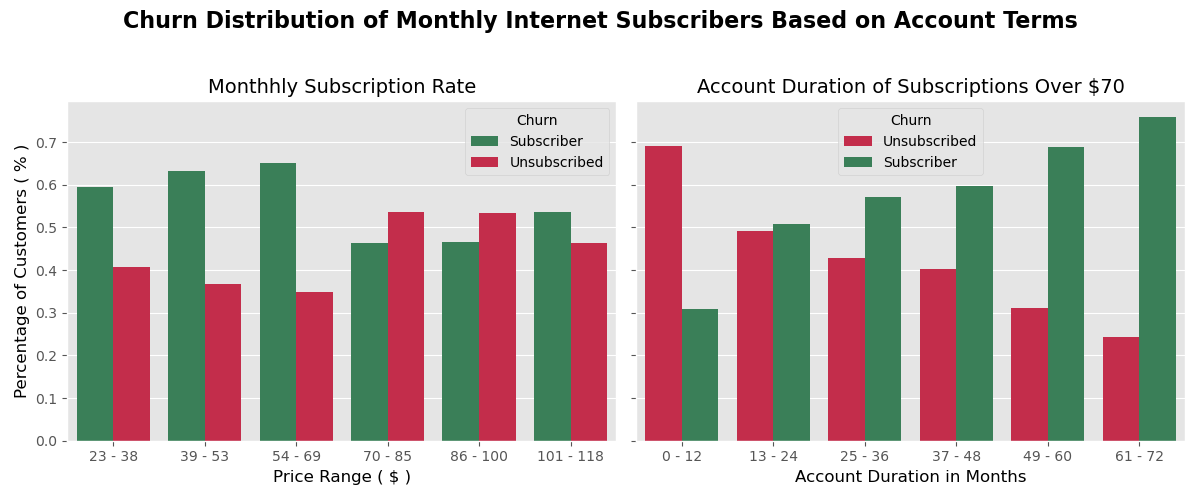 Churn Distribution of Monthly Internet Subscribers Based on Account Terms
Monthhly Subscription Rate
Churn
Subscriber
Unsubscribed
Percentage of Customers ( % )
0.7
0.6
0.5
0.4
0.3
0.2
0.1
0.0
23 - 38
39 - 53
54 - 69
70 - 85
86 - 100
101 - 118
Price Range ( $ )
Account Duration of Subscriptions Over $70
Churn
Unsubscribed
Subscriber
0 - 12
13 - 24
25 - 36
37 - 48
49 - 60
61 - 72
Account Duration in Months